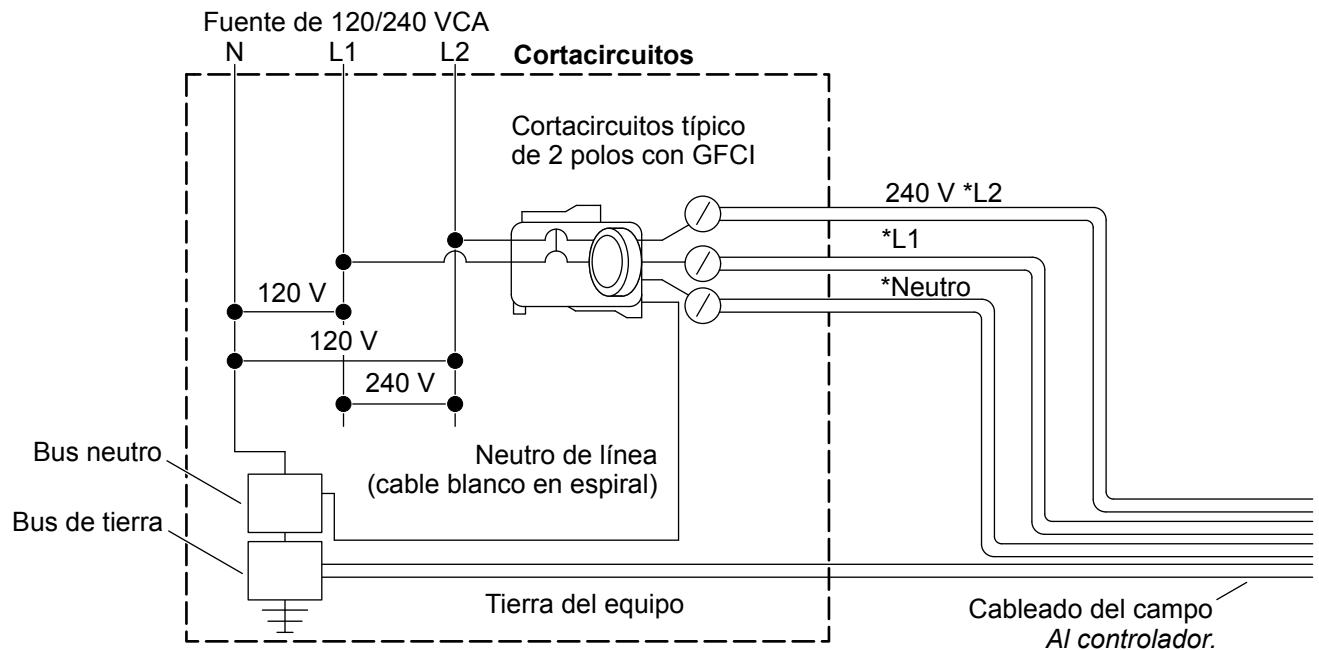 Fuente de 120/240 VCA
N L1 L2
Cortacircuitos
Cortacircuitos típico
de 2 polos con GFCI
240 V *L2
*L1
*Neutro
120 V
120 V
240 V
Bus neutro
Neutro de línea
(cable blanco en espiral)
Bus de tierra
Tierra del equipo
Cableado del campo
Al controlador.